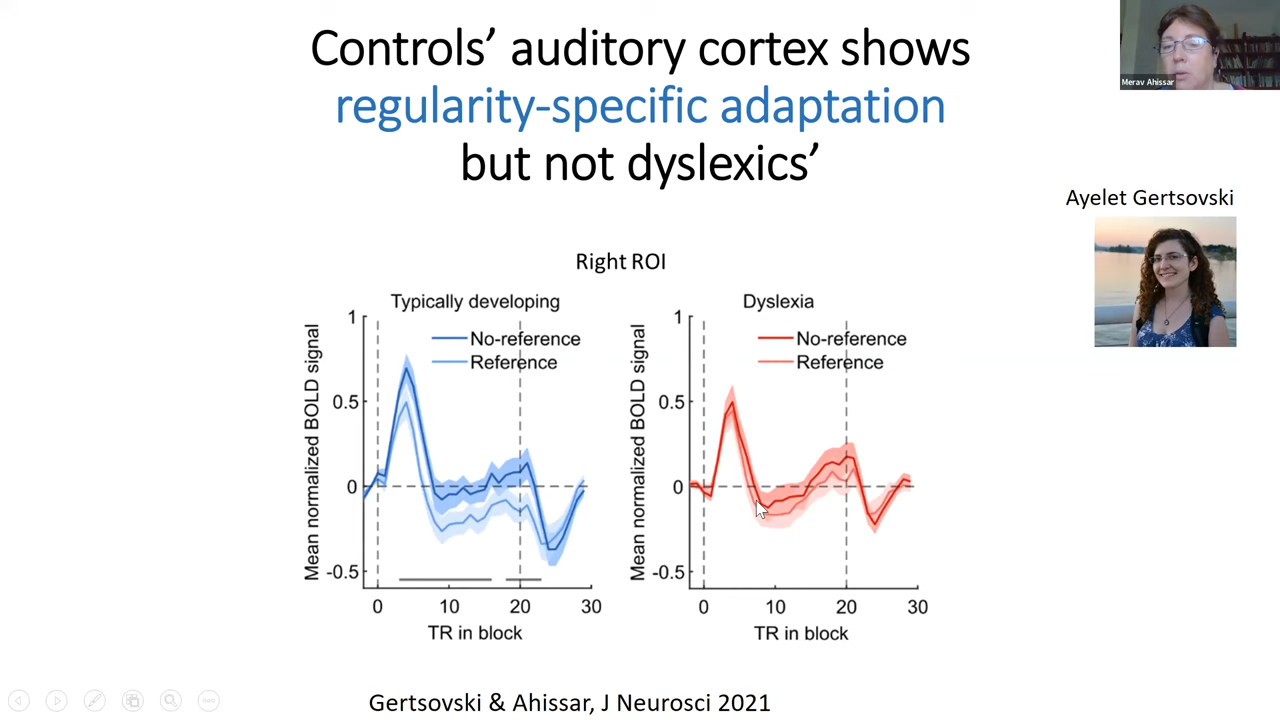 Controls’ auditory cortex shows
regularity-specific adaptation
but not dyslexics’
Merav Ahissar
Ayelet Gertsovski
Right ROI
Typically developing
No-reference
Reference
Mean normalized BOLD signal
1
0.5
0
-0.5
0
10
20
30
TR in block
Dyslexia
No-reference
Reference
Mean normalized BOLD signal
1
0.5
0
-0.5
0
10
20
30
TR in block
Gertsovski & Ahissar, J Neurosci 2021